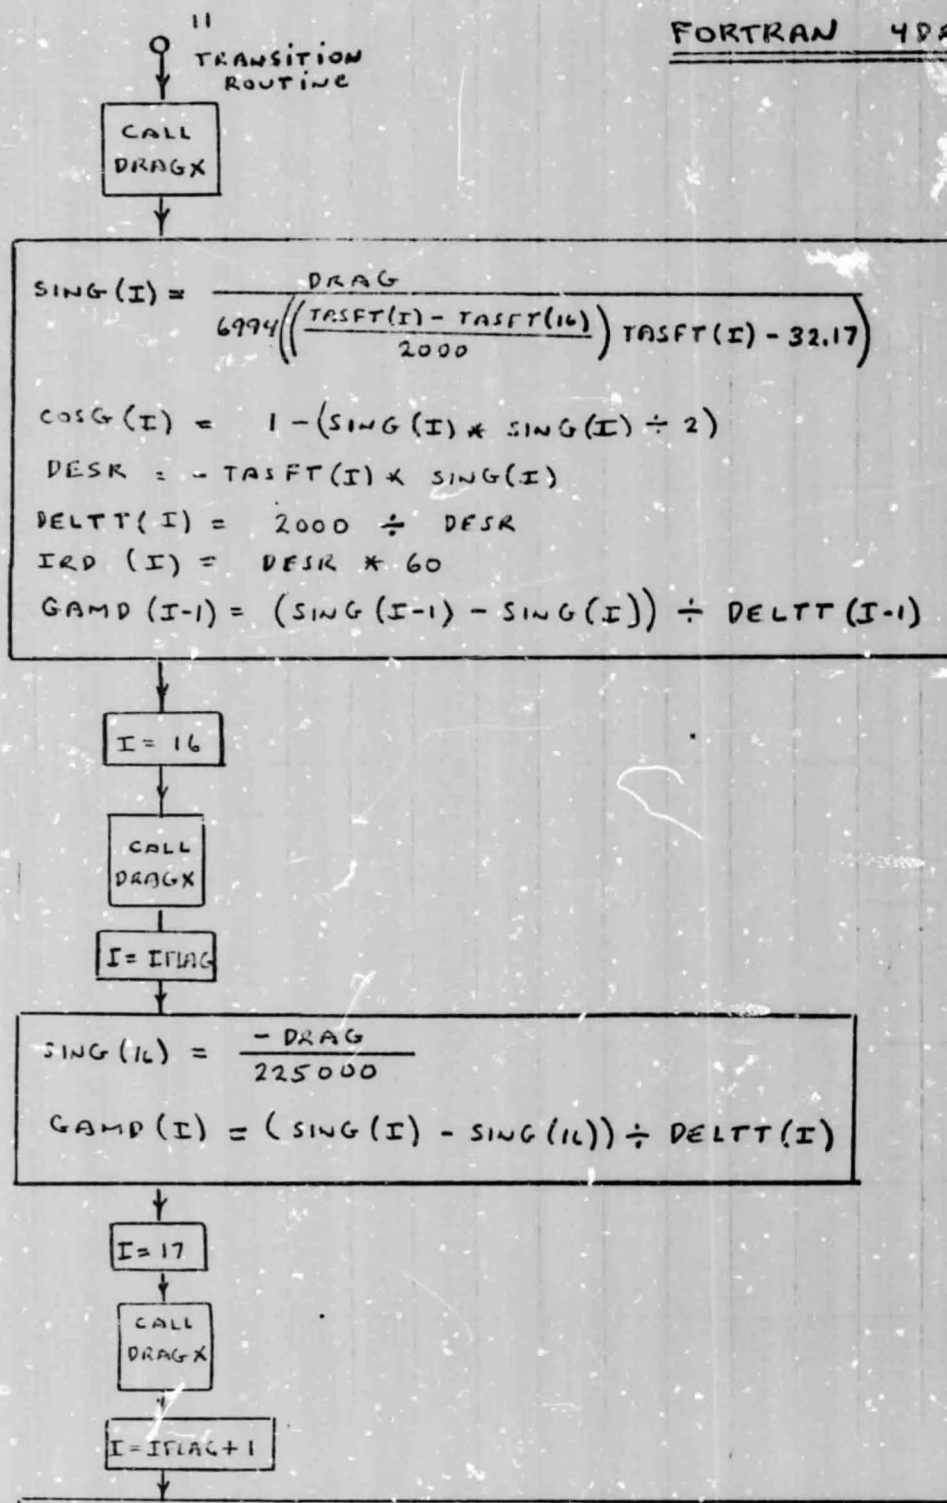 11
TRANSITION
ROUTINE
FORTRAN 4D
CALL
DRAGX
SING(I) = DRAG / 6994(((TASFT(I) - TASFT(16)) / 2000) TASFT(I) - 32.17)
COSG(I) = 1 - (SING(I) * SING(I) ÷ 2)
DESR = - TASFT(I) * SING(I)
DELTT(I) = 2000 ÷ DESR
IRD (I) = DESR * 60
GAMD (I-1) = (SING(I-1) - SING(I)) ÷ DELTT(I-1)
I = 16
CALL
DRAGX
I = IFLAG
SING(16) = - DRAG / 225000
GAMD(I) = (SING(I) - SING(16)) ÷ DELTT(I)
I = 17
CALL
DRAGX
I = IFLAG + 1